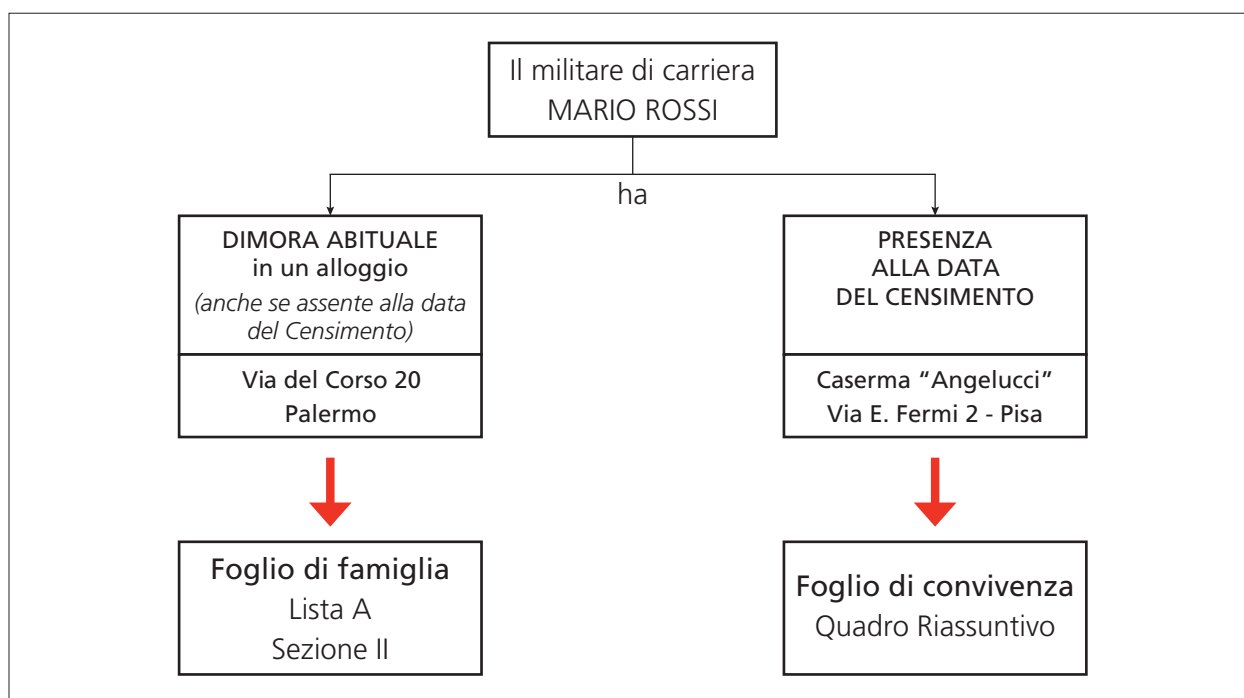 Il militare di carriera
MARIO ROSSI
ha
DIMORA ABITUALE
in un alloggio
(anche se assente alla data
del Censimento)
Via del Corso 20
Palermo
Foglio di famiglia
Lista A
Sezione II
PRESENZA
ALLA DATA
DEL CENSIMENTO
Caserma “Angelucci”
Via E. Fermi 2 - Pisa
Foglio di convivenza
Quadro Riassuntivo